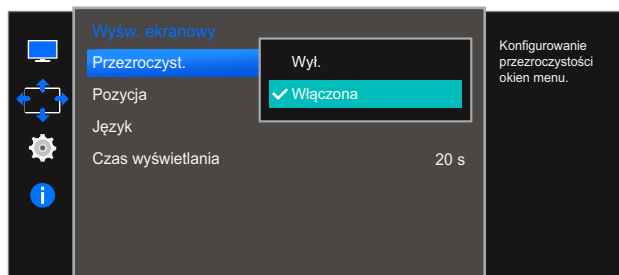 Wyśw. ekranowy
Przezroczyst.
Wył.
Włączona
Pozycja
Język
Czas wyświetlania 20 s
Konfigurowanie
przezroczystości
okien menu.